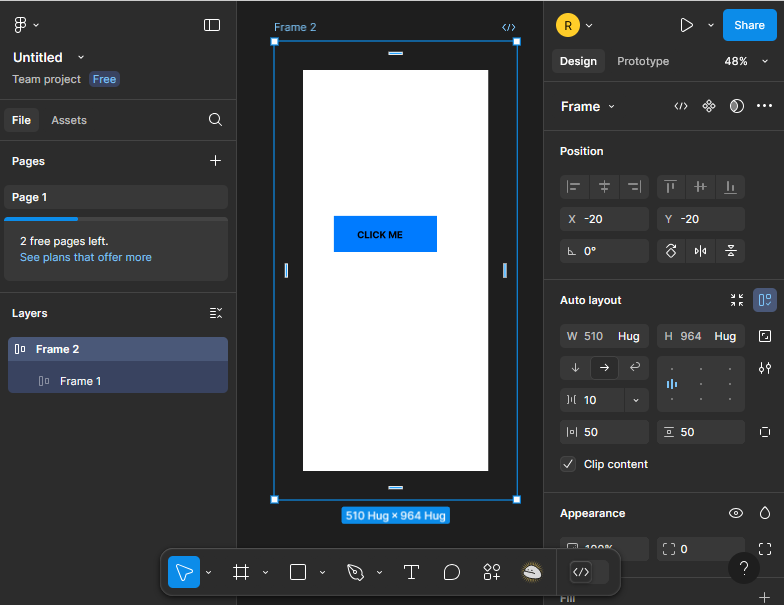 Untitled
Team project Free
File Assets
Pages
Page 1
2 free pages left.
See plans that offer more
Layers
Frame 2
Frame 1
Frame 2
CLICK ME
510 Hug × 964 Hug
R
Share
Design Prototype 48%
Frame
Position
X -20 Y -20
0°
Auto layout
W 510 Hug H 964 Hug
10
50 50
Clip content
Appearance
100% 0
?
Fill